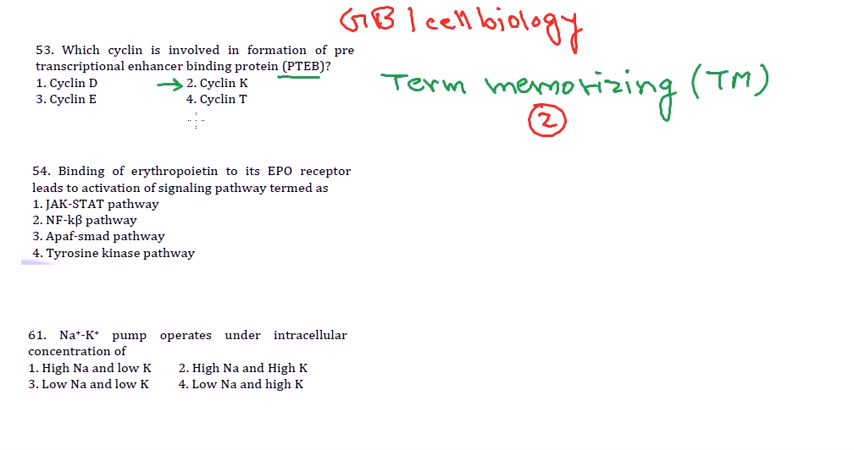 GB / cell biology
53. Which cyclin is involved in formation of pre
transcriptional enhancer binding protein (PTEB)?
1. Cyclin D → 2. Cyclin K
3. Cyclin E 4. Cyclin T
Term memorizing (TM)
2
54. Binding of erythropoietin to its EPO receptor
leads to activation of signaling pathway termed as
1. JAK-STAT pathway
2. NF-kβ pathway
3. Apaf-smad pathway
4. Tyrosine kinase pathway
61. Na⁺-K⁺ pump operates under intracellular
concentration of
1. High Na and low K 2. High Na and High K
3. Low Na and low K 4. Low Na and high K